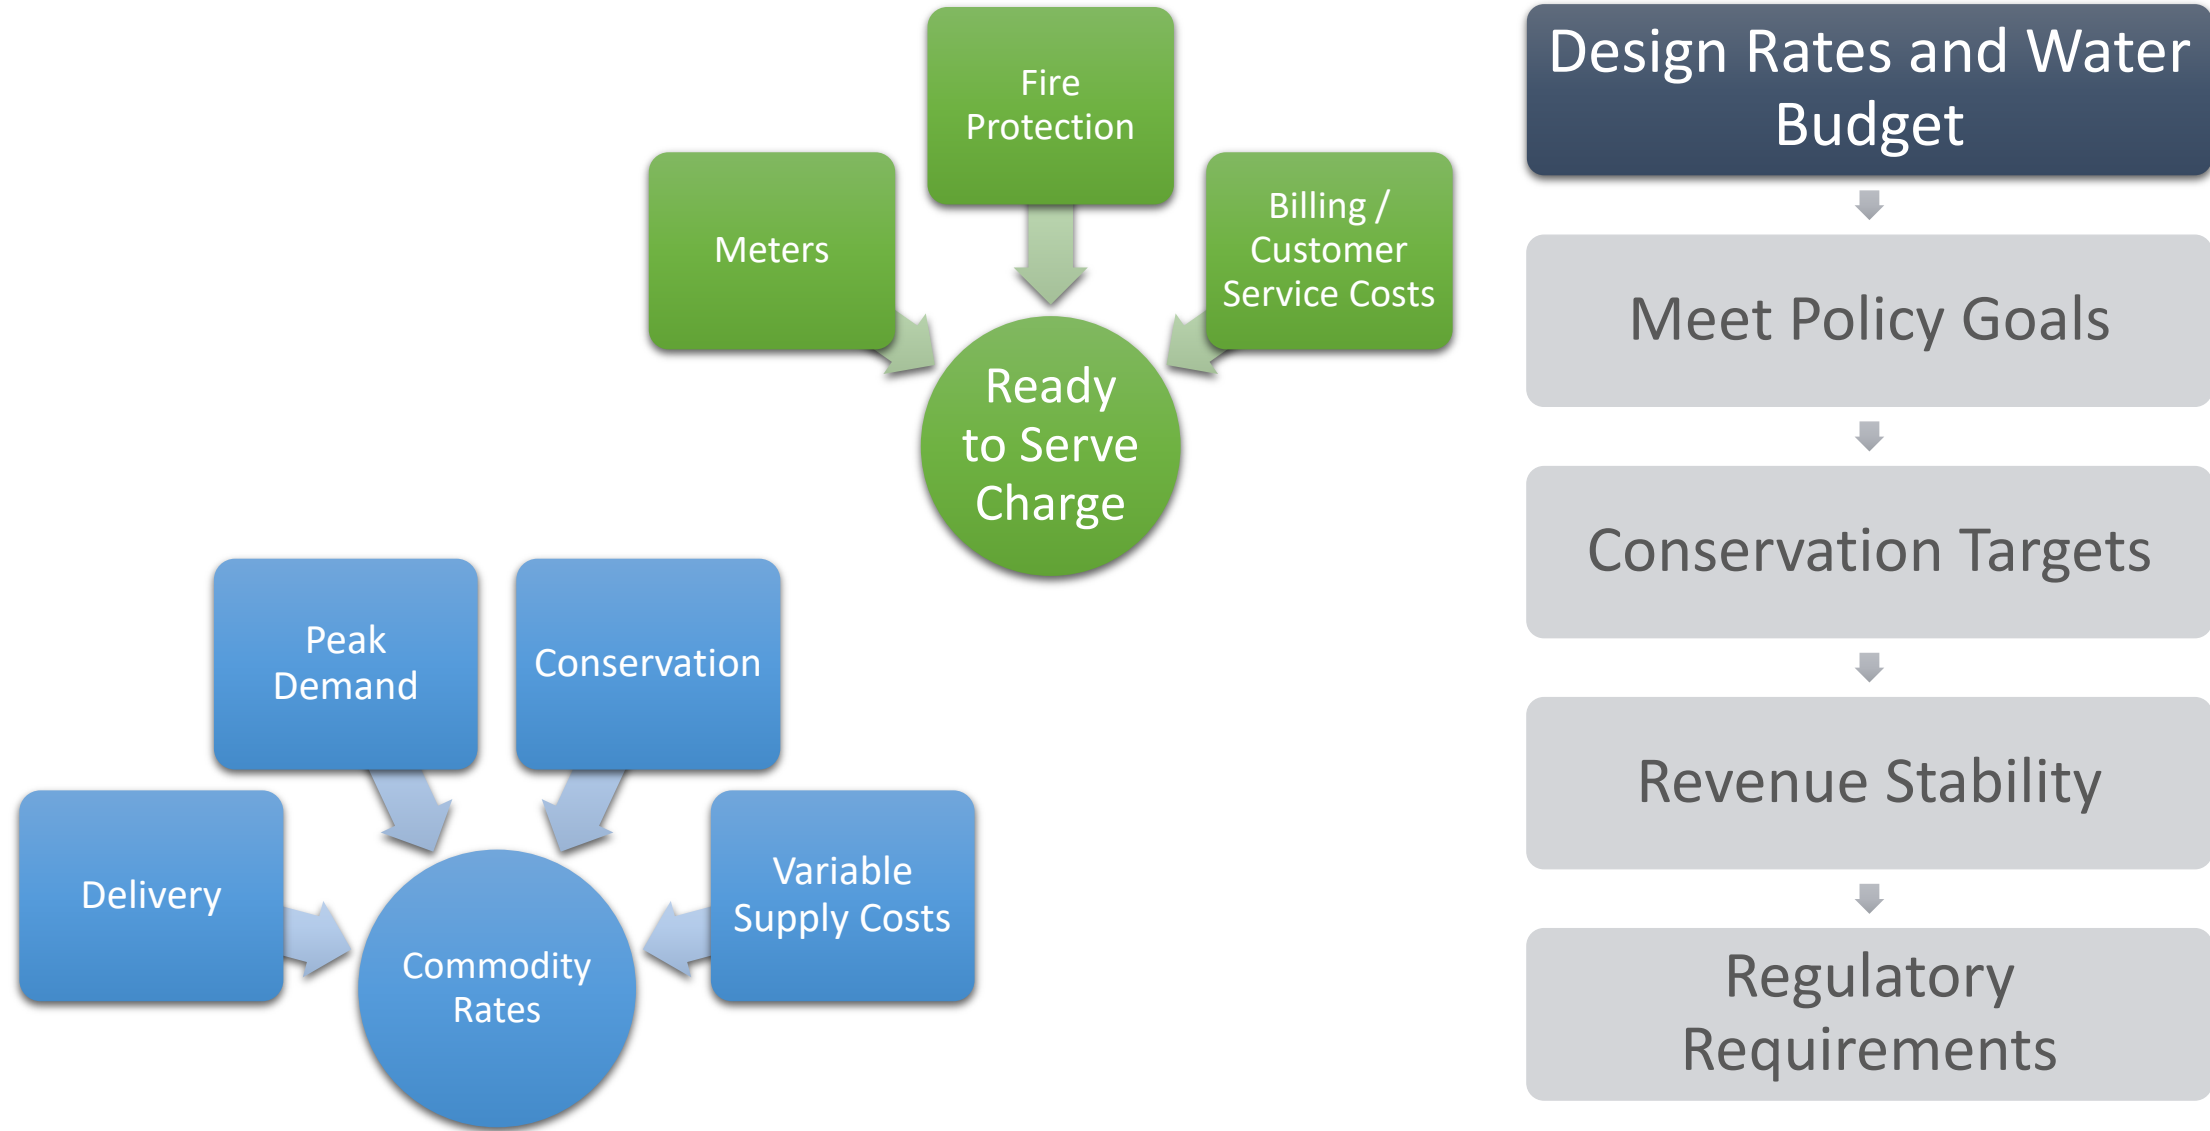 Fire
Protection
Meters
Billing /
Customer
Service Costs
Ready
to Serve
Charge
Peak
Demand
Conservation
Delivery
Variable
Supply Costs
Commodity
Rates
Design Rates and Water
Budget
Meet Policy Goals
Conservation Targets
Revenue Stability
Regulatory
Requirements